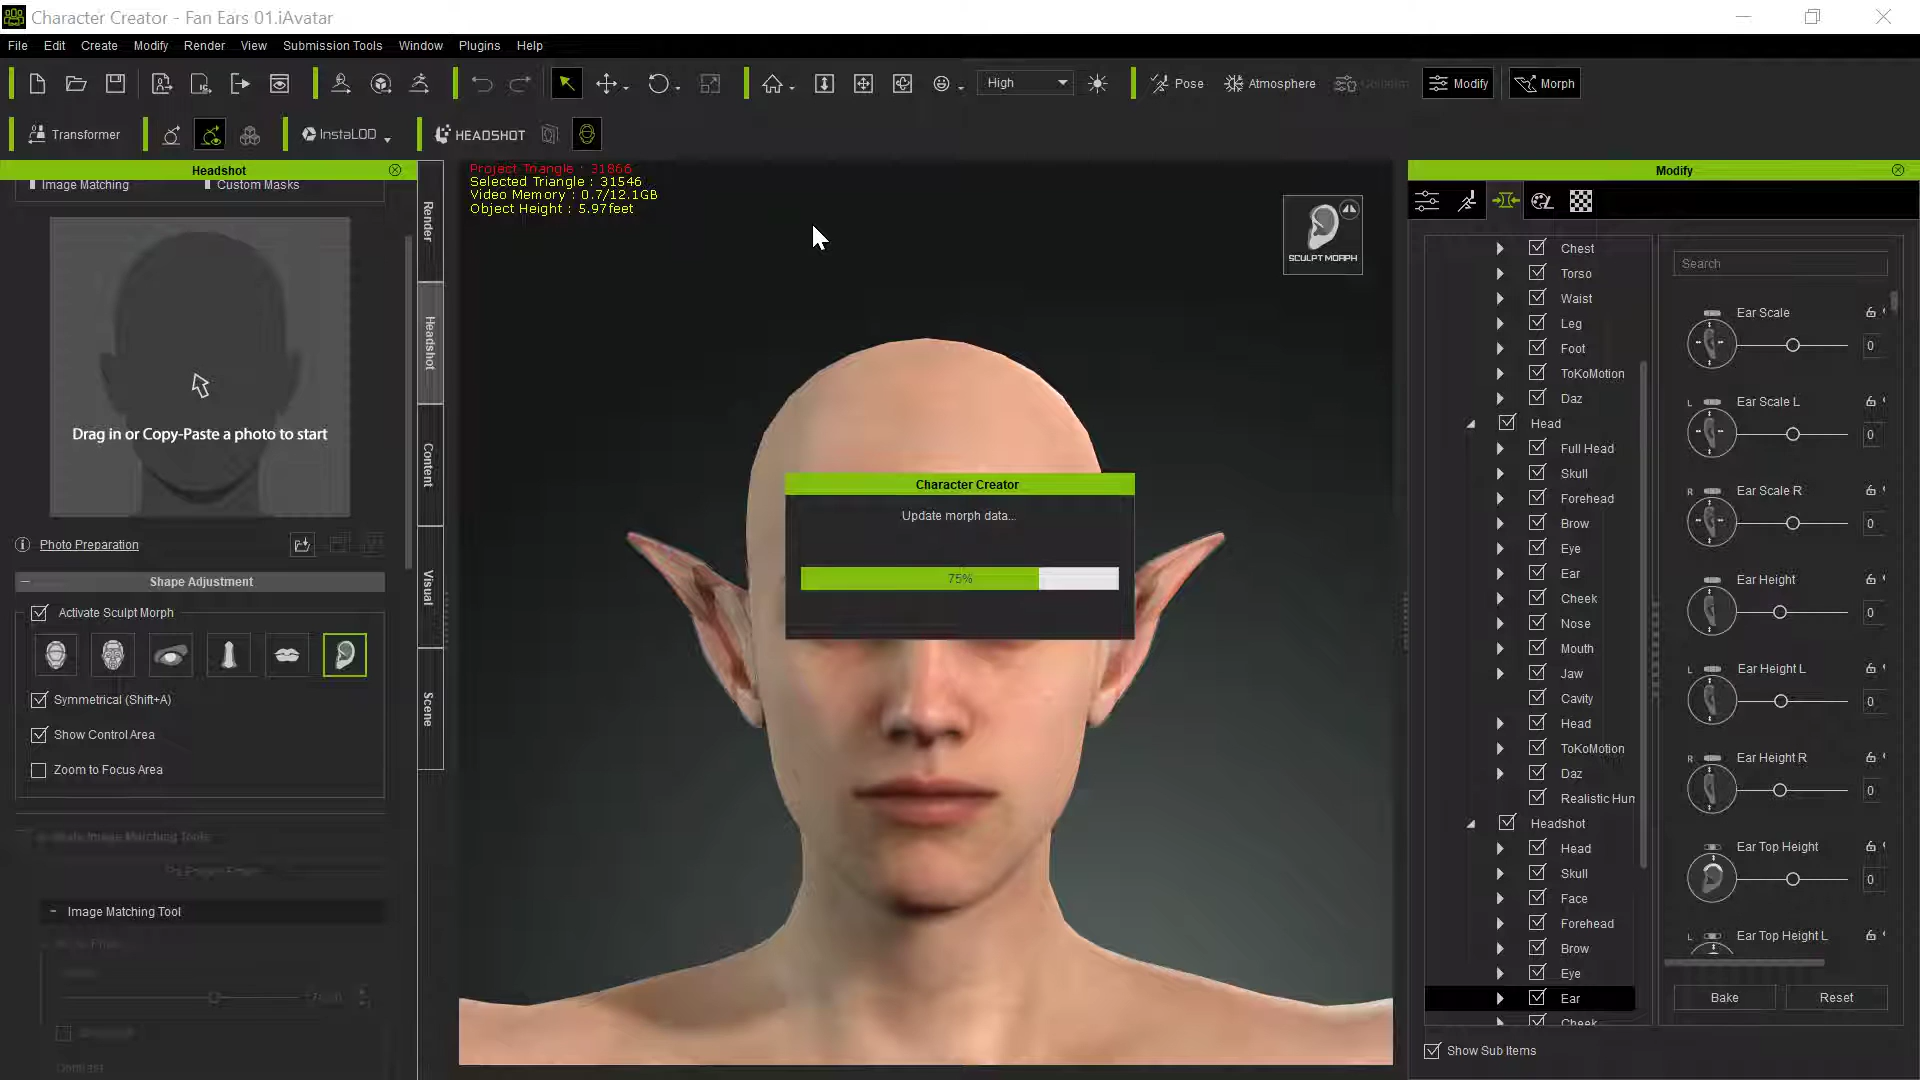 Character Creator - Fan Ears 01.iAvatar
File Edit Create Modify Render View Submission Tools Window Plugins Help
High Pose Atmosphere Modify Morph
Transformer InstaLOD HEADSHOT
Headshot
Image Matching Custom Masks
Drag in or Copy-Paste a photo to start
Photo Preparation
Shape Adjustment
Activate Sculpt Morph
Symmetrical (Shift+A)
Show Control Area
Zoom to Focus Area
Image Matching Tool
Render
Headshot
Content
Visual
Scene
Project Triangle : 31866
Selected Triangle : 31546
Video Memory : 0.7/12.1GB
Object Height : 5.97feet
SCULPT MORPH
Character Creator
Update morph data...
75%
Modify
Chest
Torso
Waist
Leg
Foot
ToKoMotion
Daz
Head
Full Head
Skull
Forehead
Brow
Eye
Ear
Cheek
Nose
Mouth
Jaw
Cavity
Head
ToKoMotion
Daz
Realistic Hum
Headshot
Head
Skull
Face
Forehead
Brow
Eye
Ear
Cheek
Show Sub Items
Search
Ear Scale
0
L Ear Scale L
0
R Ear Scale R
0
Ear Height
0
L Ear Height L
0
R Ear Height R
0
Ear Top Height
0
L Ear Top Height L
Bake Reset